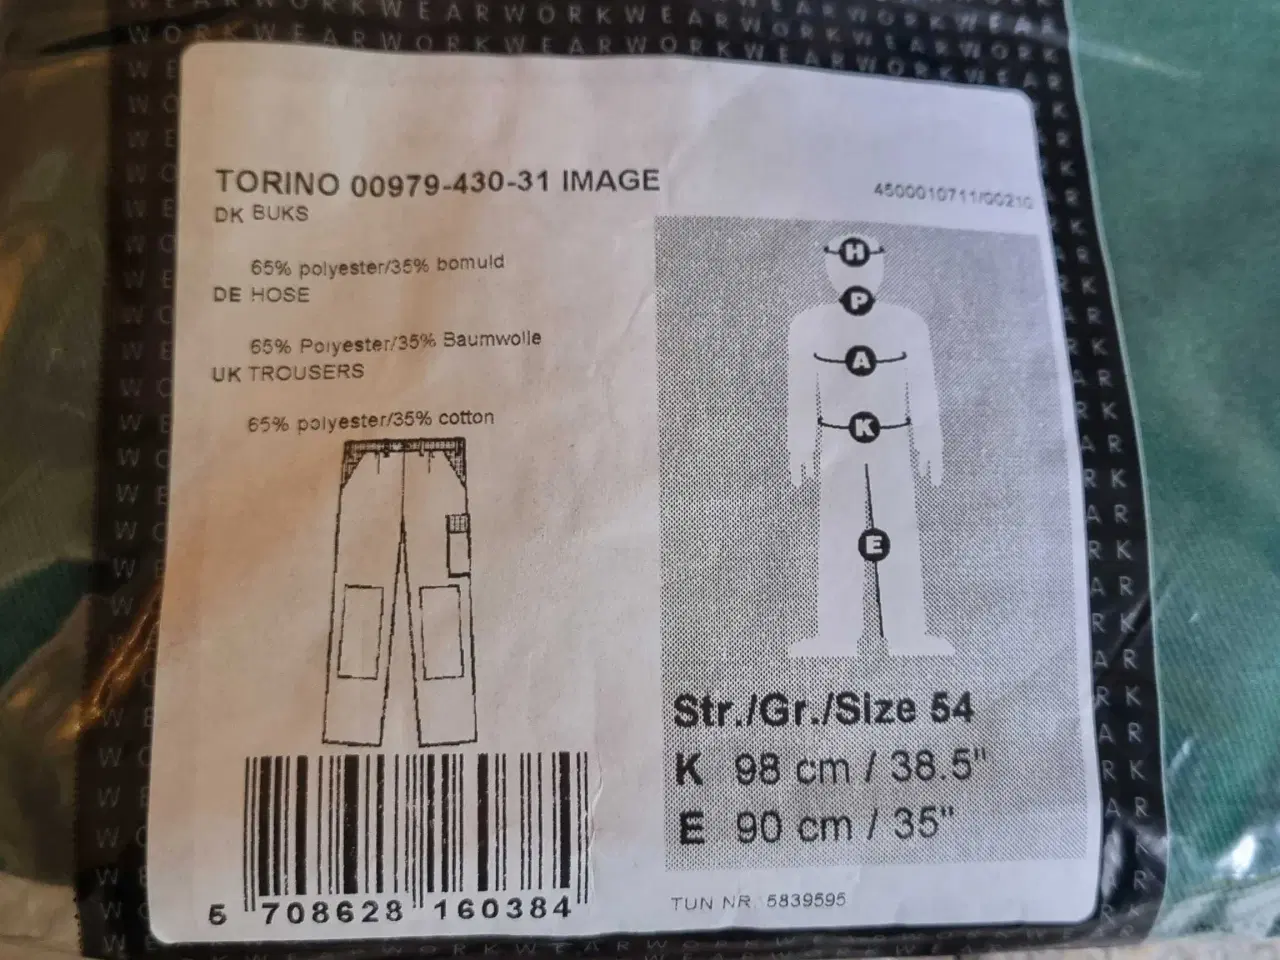 WEARWORKWEARWORKWEARWORKWEAR
WORKWEARWORKWEARWORKWEARWORK
TORINO 00979-430-31 IMAGE
4500010711/00210
DK BUKS
65% polyester/35% bomuld
DE HOSE
65% Polyester/35% Baumwolle
UK TROUSERS
65% polyester/35% cotton
H
P
A
K
E
Str./Gr./Size 54
K 98 cm / 38.5"
E 90 cm / 35"
5 708628 160384
TUN NR. 5839595